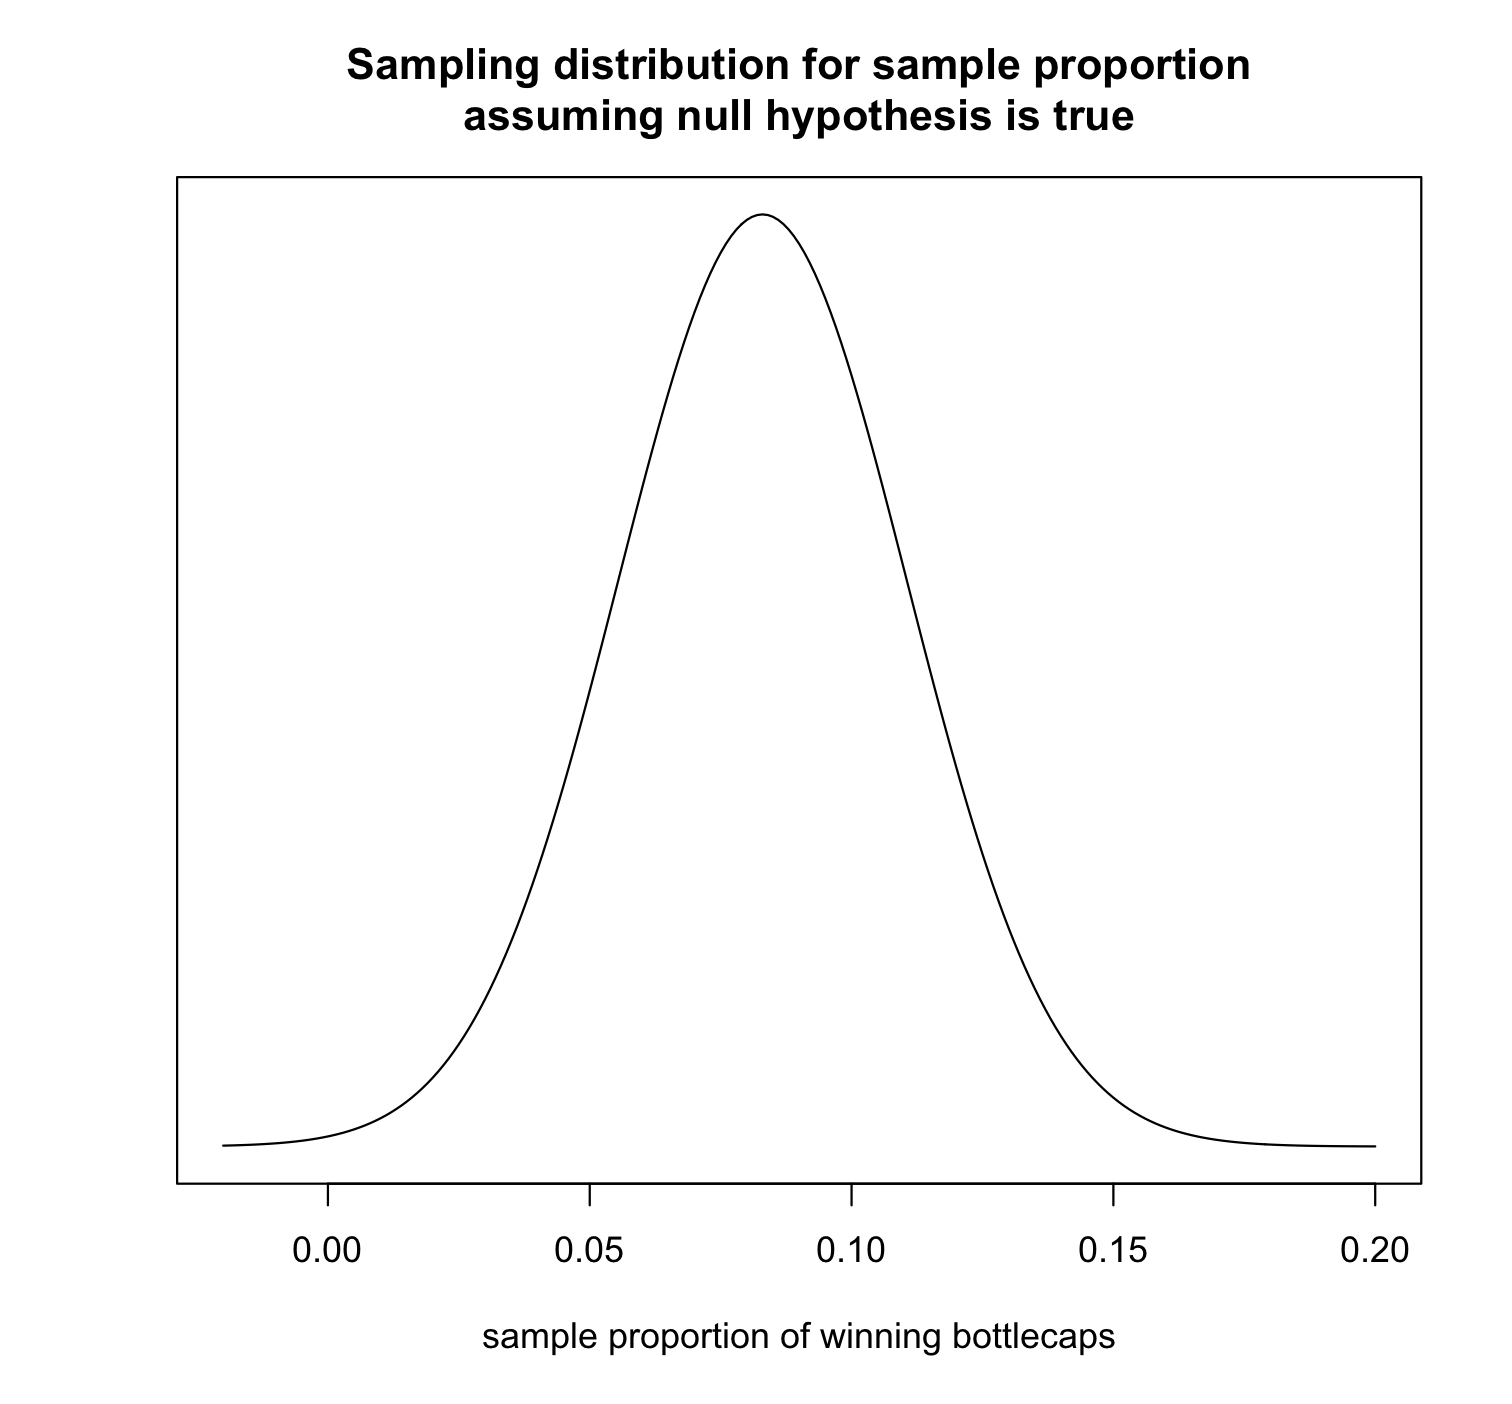 Sampling distribution for sample proportion
assuming null hypothesis is true
0.00 0.05 0.10 0.15 0.20
sample proportion of winning bottlecaps